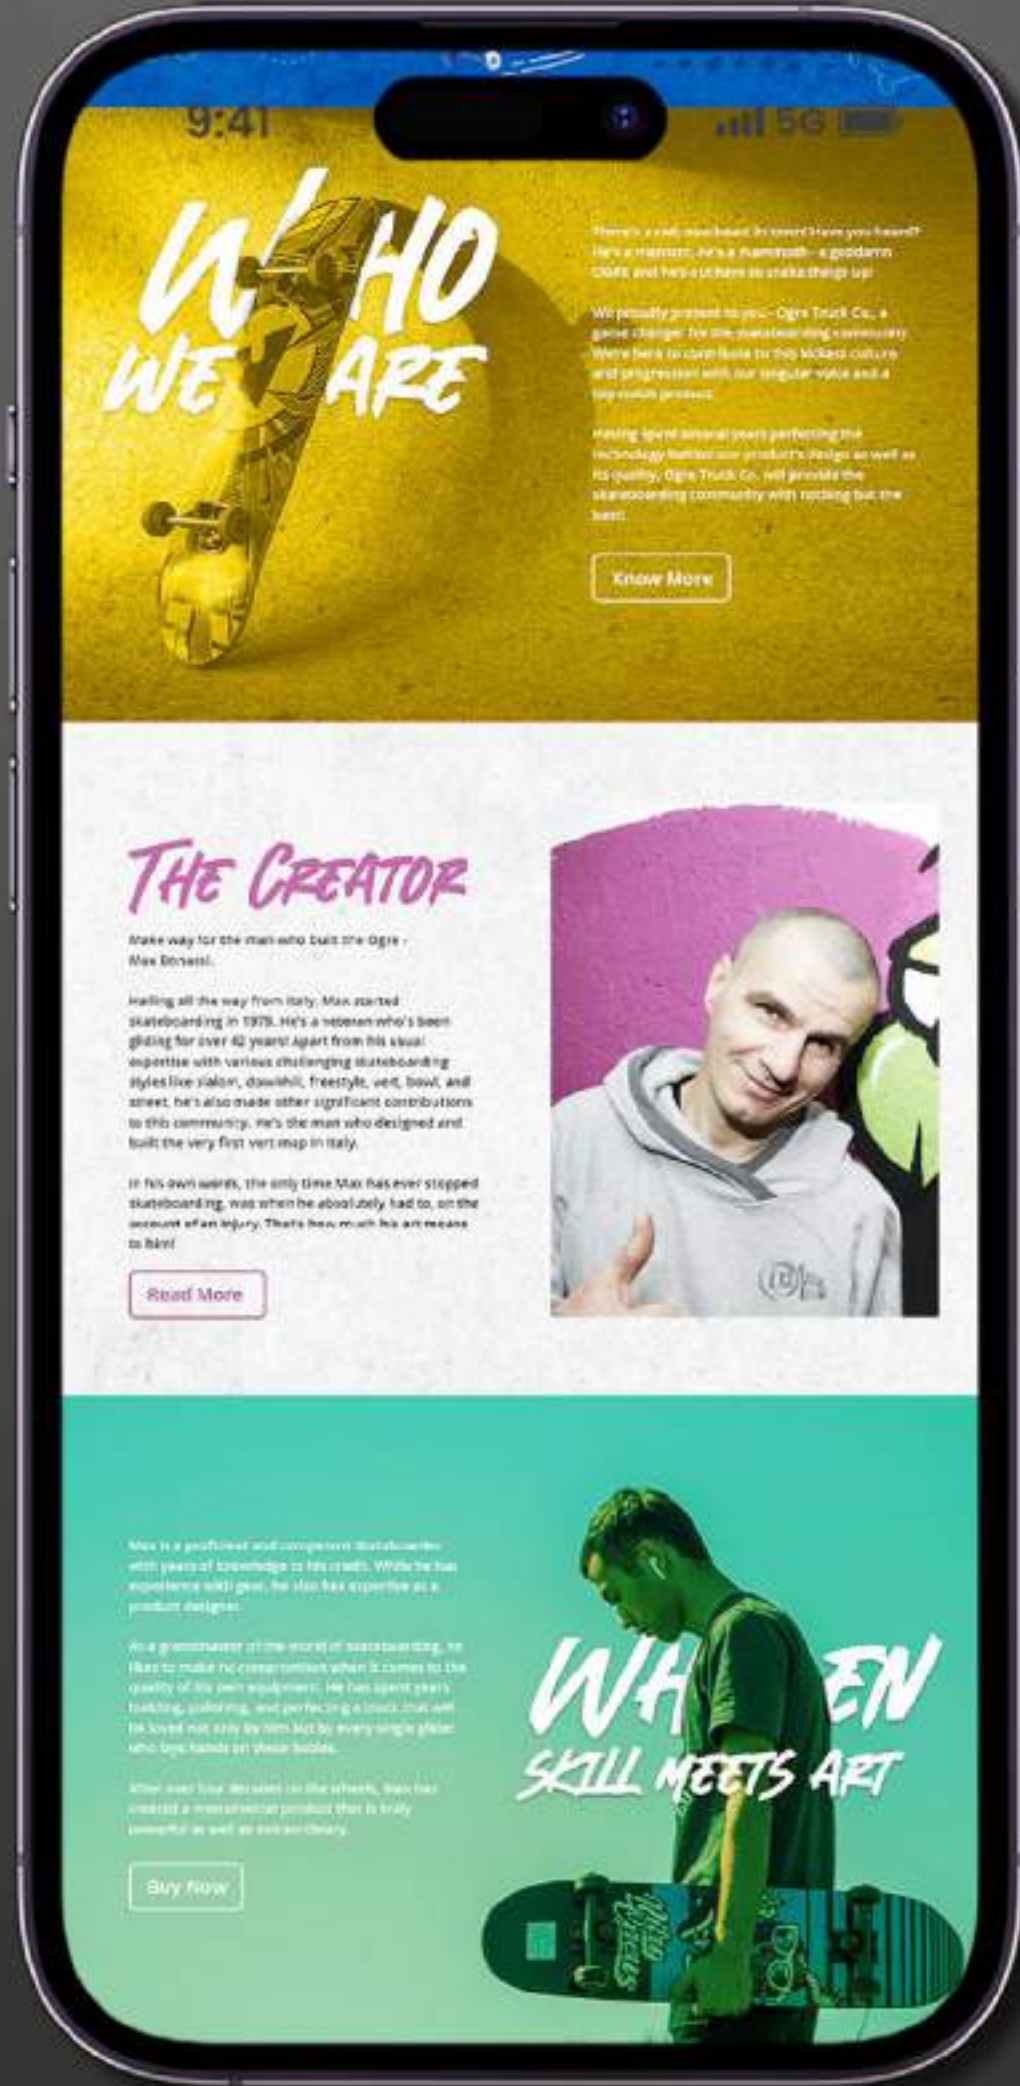 9:41
5G
WHO
WE ARE
There's a new rough beast in town! Have you heard?
He's a monster, he's a mammoth - a goddamn
OGRE and he's out here to shake things up!
We proudly present to you - Ogre Truck Co., a
game changer for the skateboarding community.
We're here to contribute to this kickass culture
and progression with our singular voice and a
top-notch product.
Having spent several years perfecting the
technology behind our product's design as well as
its quality, Ogre Truck Co. will provide the
skateboarding community with nothing but the
best!
Know More
THE CREATOR
Make way for the man who built the Ogre -
Max Bonassi.
Hailing all the way from Italy, Max started
skateboarding in 1979. He's a veteran who's been
gliding for over 42 years! Apart from his usual
expertise with various challenging skateboarding
styles like slalom, downhill, freestyle, vert, bowl, and
street, he's also made other significant contributions
to this community. He's the man who designed and
built the very first vert map in Italy.
In his own words, the only time Max has ever stopped
skateboarding, was when he absolutely had to, on the
account of an injury. That's how much his art means
to him!
Read More
Max is a proficient and competent skateboarder
with years of knowledge to his credit. While he has
experience with gear, he also has expertise as a
product designer.
As a grandmaster of the world of skateboarding, he
likes to make no compromises when it comes to the
quality of his own equipment. He has spent years
building, polishing, and perfecting a truck that will
be loved not only by him but by every single glider
who lays hands on these babies.
After over four decades on the wheels, Max has
created a monumental product that is truly
powerful as well as extraordinary.
Buy Now
WHEN
SKILL MEETS ART